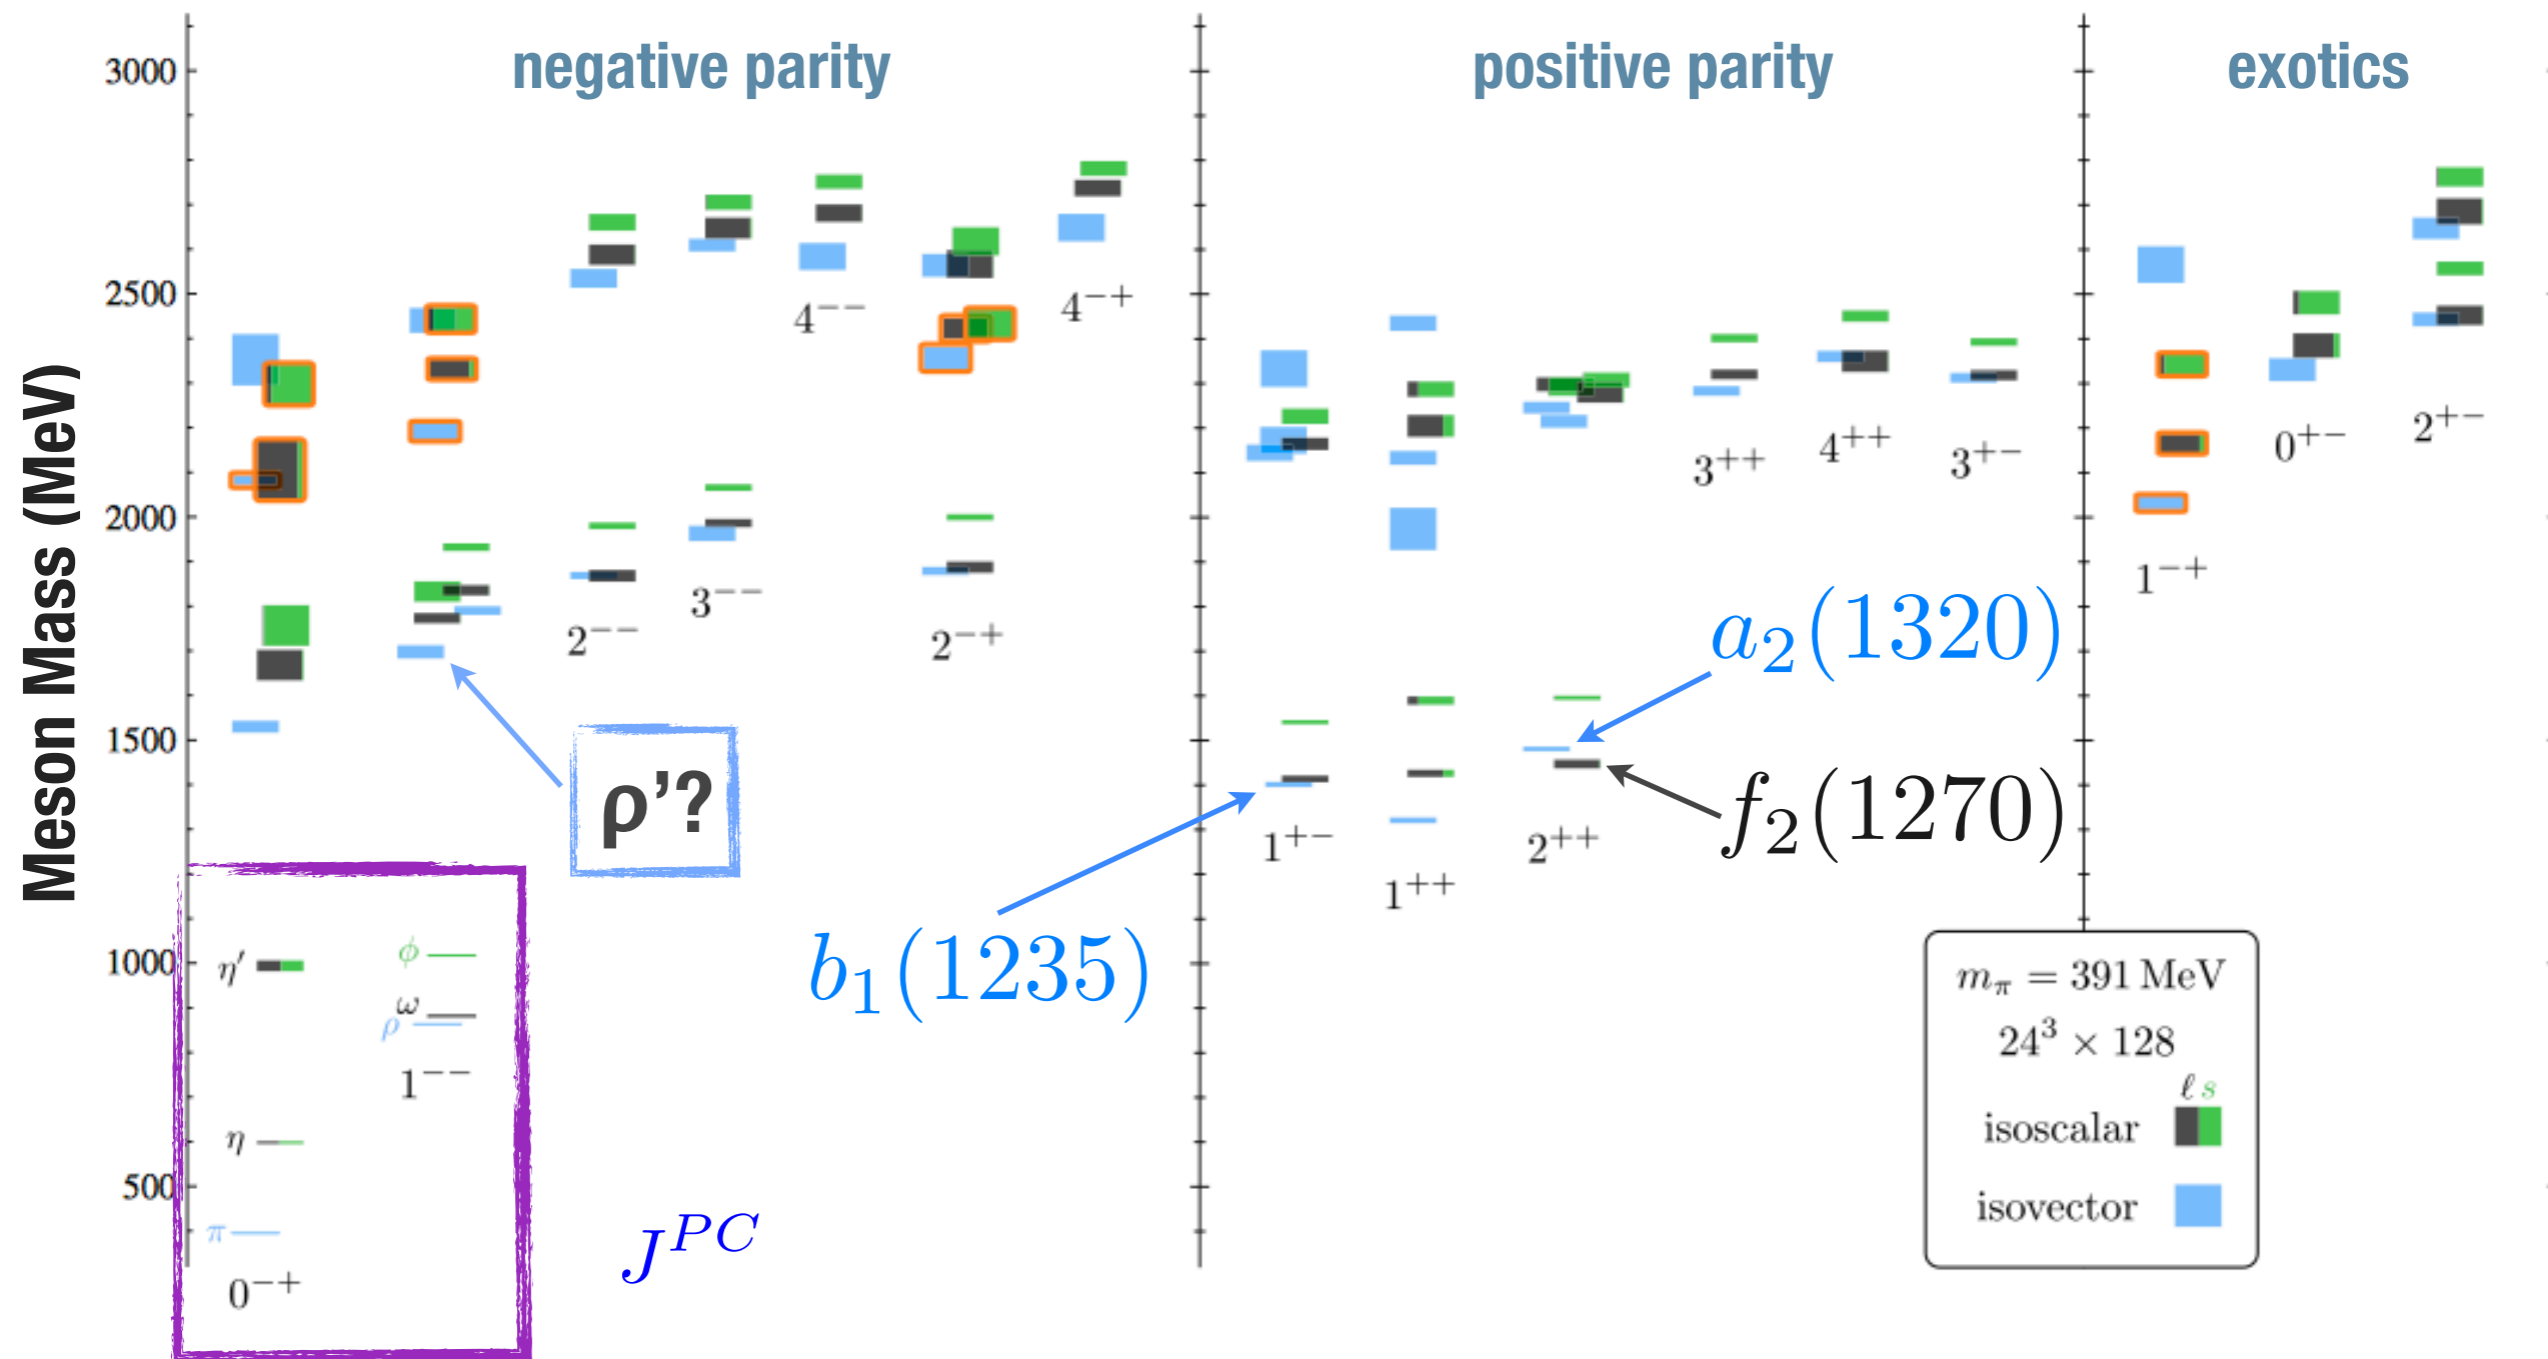 negative parity
positive parity
exotics
Meson Mass (MeV)
3000
2500
2000
1500
1000
500
4⁻⁻
4⁻⁺
2⁻⁻
3⁻⁻
2⁻⁺
3⁺⁺
4⁺⁺
3⁺⁻
0⁺⁻
2⁺⁻
1⁻⁺
a₂(1320)
ρ’?
f₂(1270)
1⁺⁻
1⁺⁺
2⁺⁺
b₁(1235)
η′
ϕ
ω
ρ
1⁻⁻
η
π
0⁻⁺
J^{PC}
m_π = 391 MeV
24³ × 128
ℓ s
isoscalar
isovector